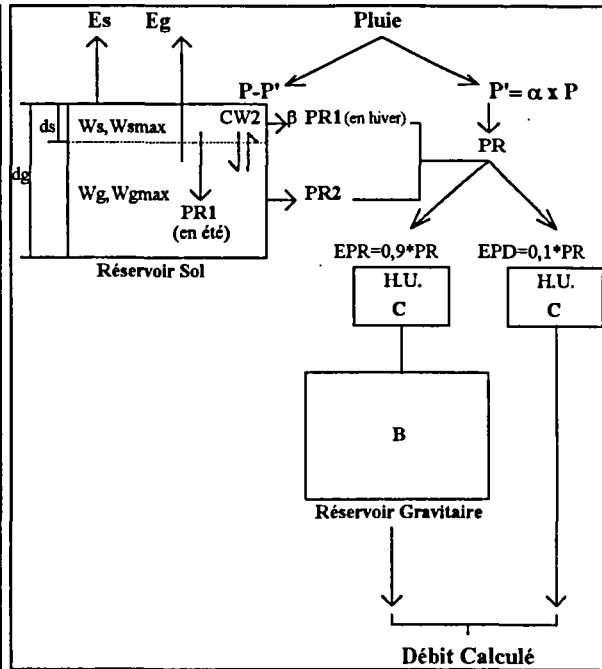 Es Eg Pluie
P-P' P'= α x P
ds Ws, Wsmax CW2 β PR1 (en hiver)
PR
dg Wg, Wgmax PR1 PR2
(en été)
Réservoir Sol
EPR=0,9*PR EPD=0,1*PR
H.U. H.U.
C C
B
Réservoir Gravitaire
Débit Calculé